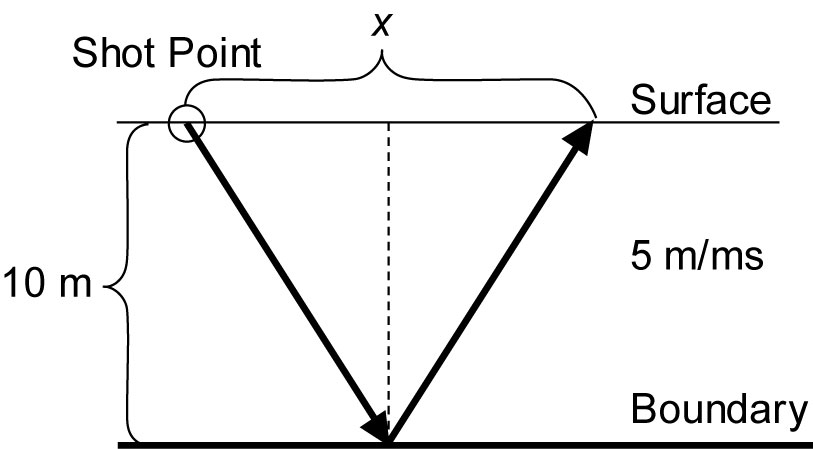 x
Shot Point
Surface
10 m
5 m/ms
Boundary